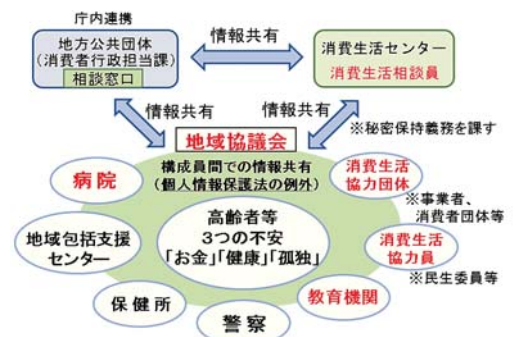 庁内連携
地方公共団体
(消費者行政担当課)
相談窓口
情報共有
消費生活センター
消費生活相談員
情報共有
情報共有
※秘密保持義務を課す
地域協議会
構成員間での情報共有
(個人情報保護法の例外)
病院
消費生活
協力団体
※事業者、
消費者団体等
高齢者等
3つの不安
「お金」「健康」「孤独」
地域包括支援
センター
消費生活
協力員
※民生委員等
保健所
教育機関
警察